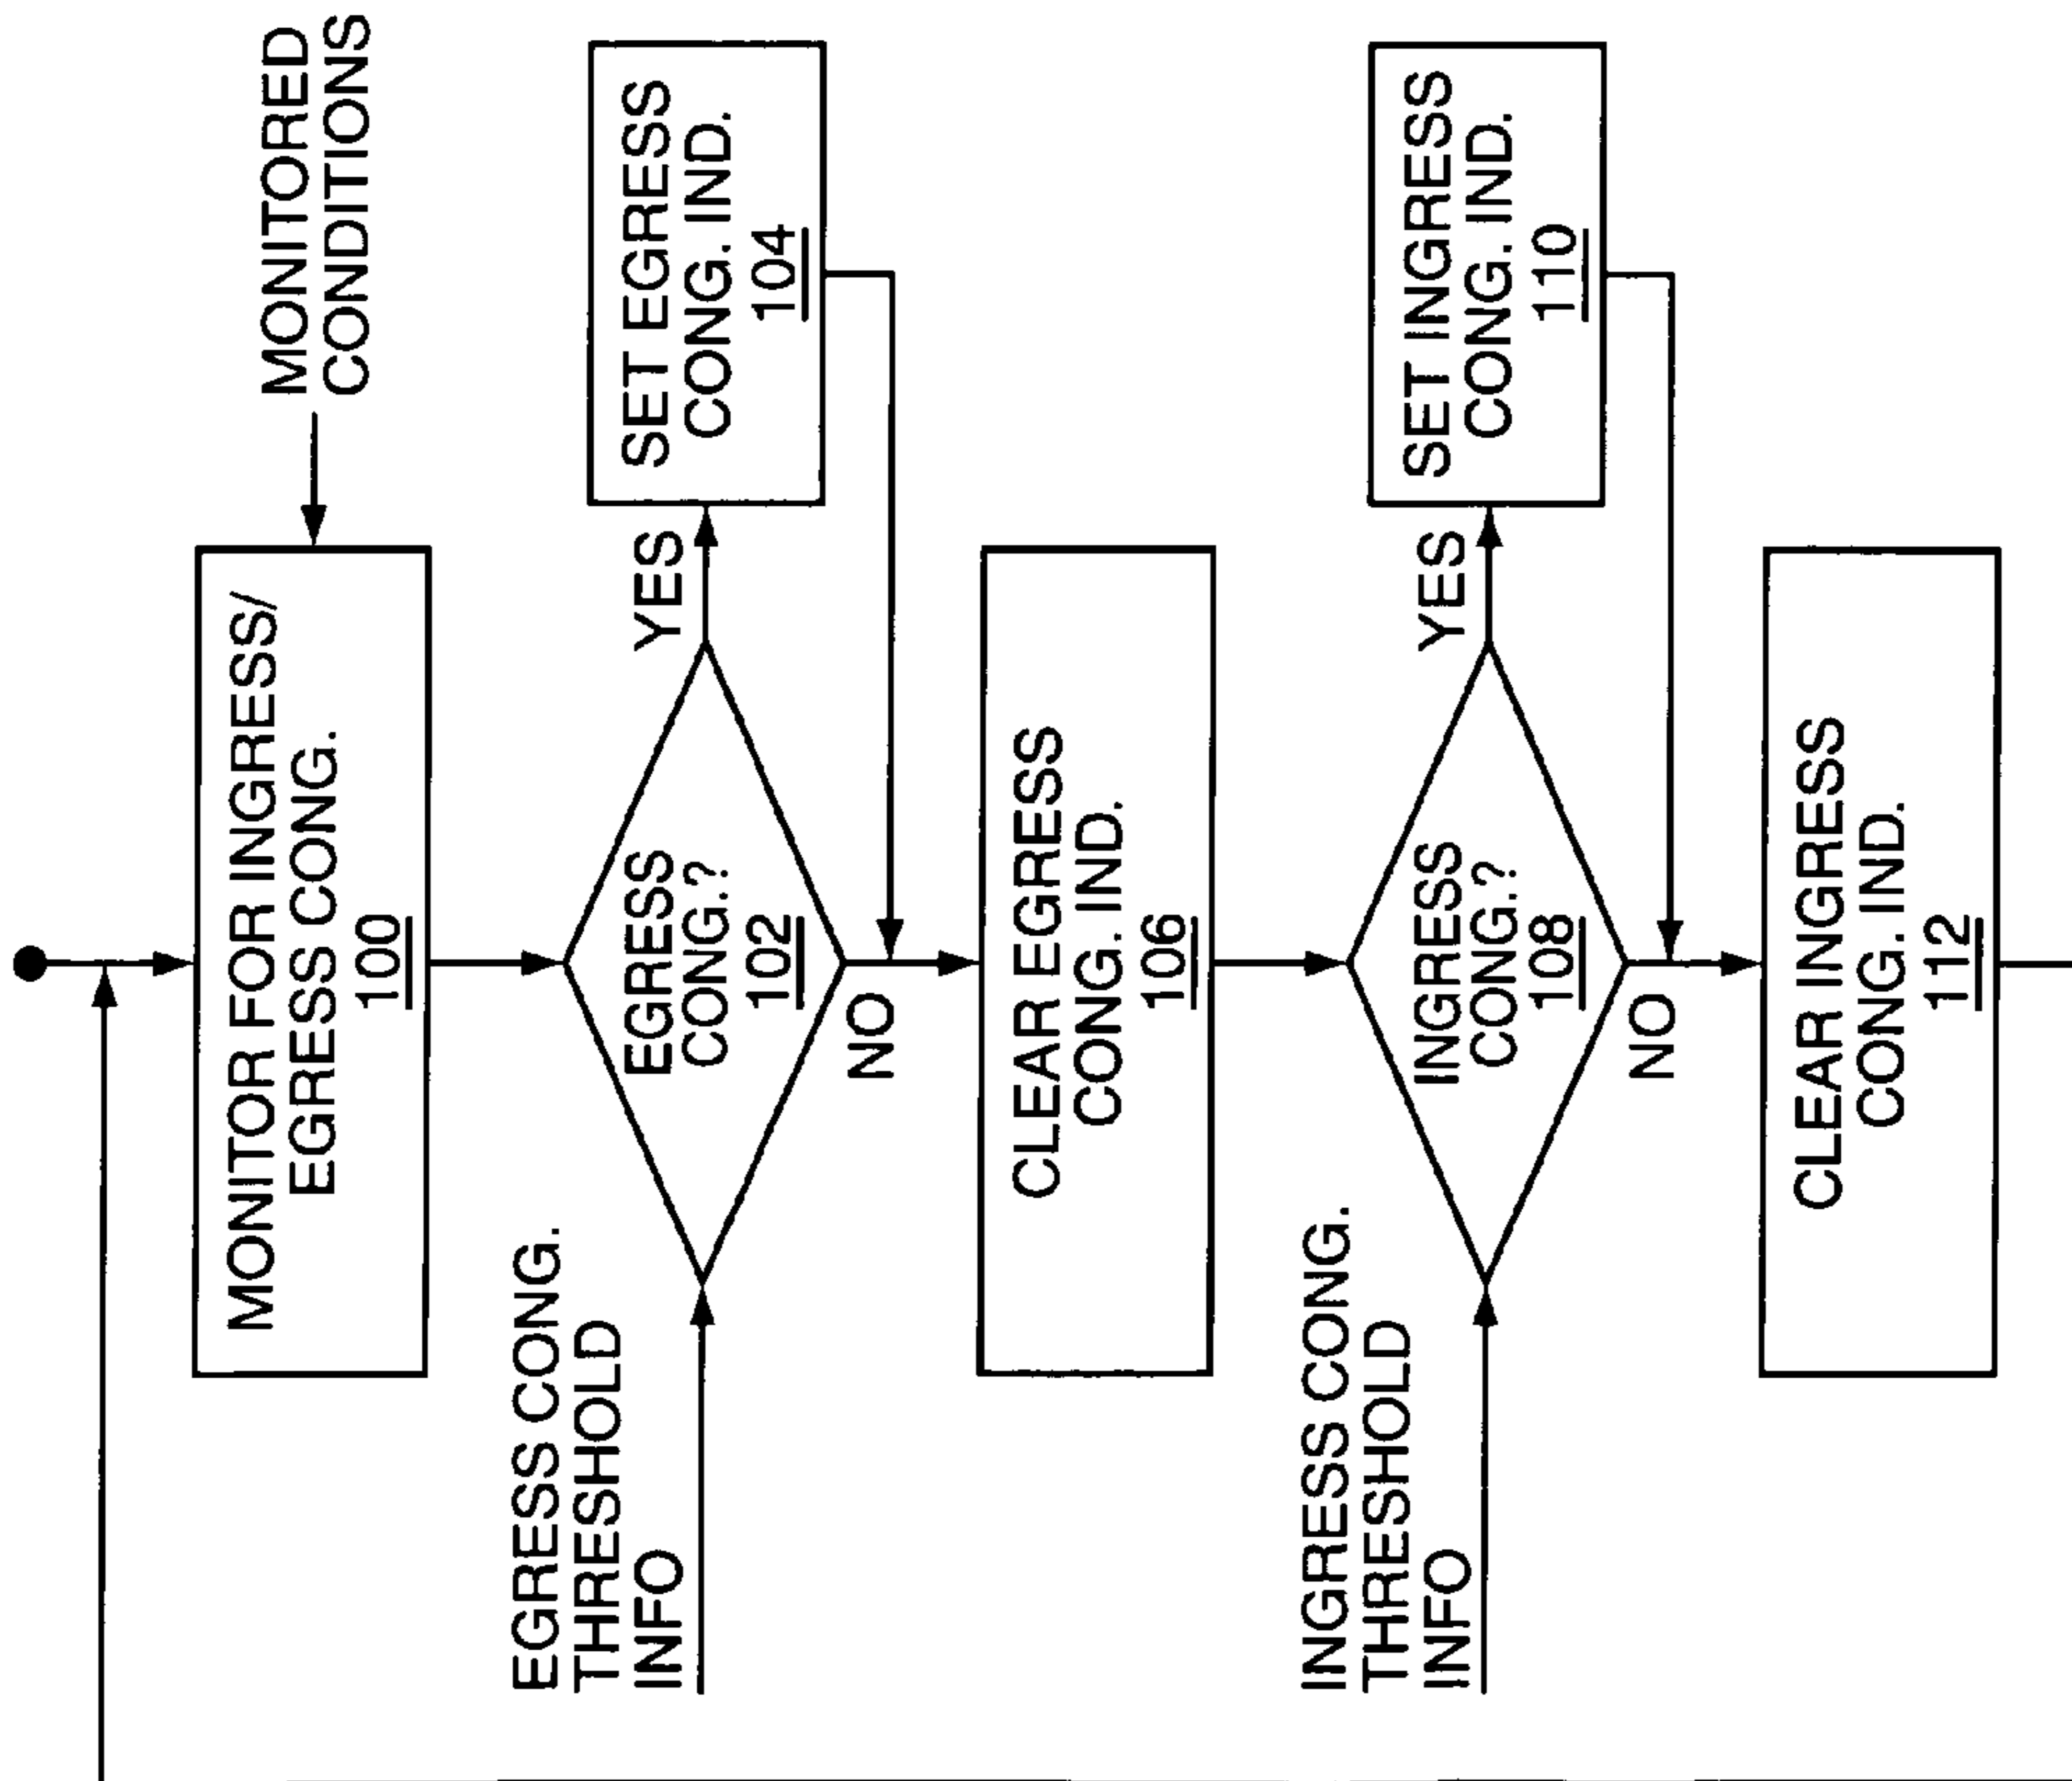 MONITORED
CONDITIONS
MONITOR FOR INGRESS/
EGRESS CONG.
100
EGRESS CONG.
THRESHOLD
INFO
EGRESS
CONG.?
102
YES
SET EGRESS
CONG. IND.
104
NO
CLEAR EGRESS
CONG. IND.
106
INGRESS CONG.
THRESHOLD
INFO
INGRESS
CONG.?
108
YES
SET INGRESS
CONG. IND.
110
NO
CLEAR INGRESS
CONG. IND.
112